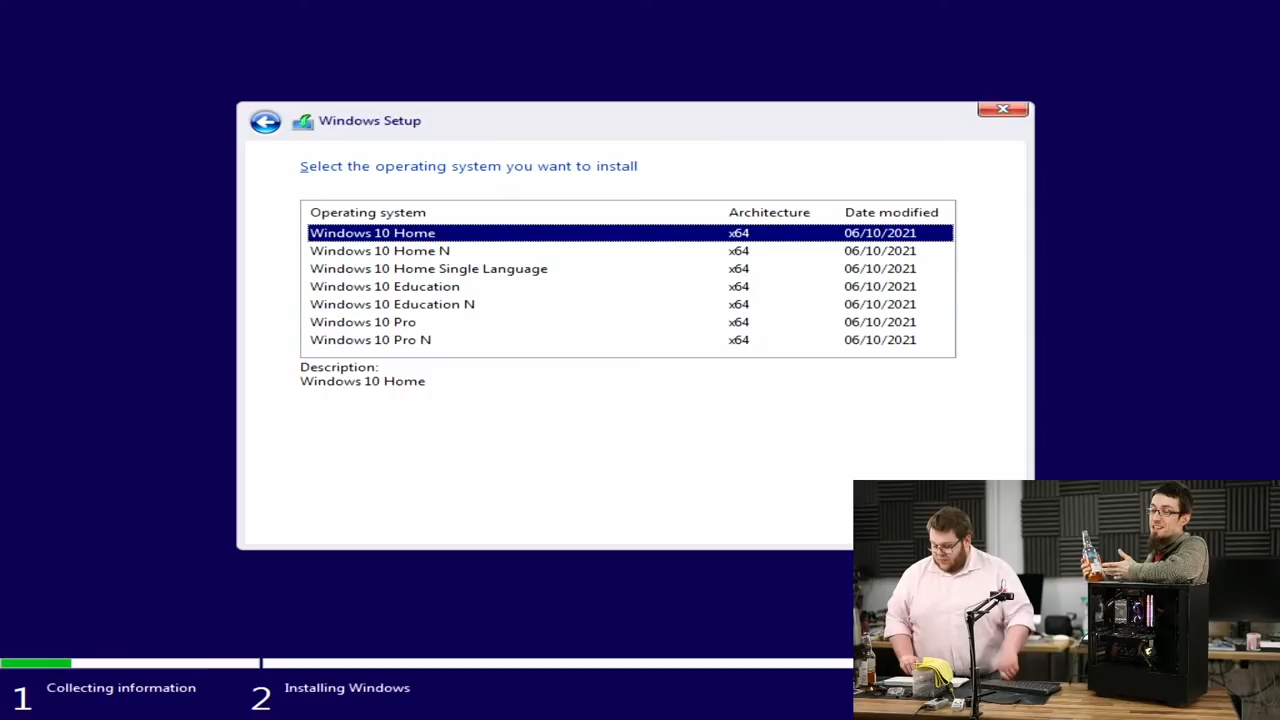 Windows Setup
Select the operating system you want to install
Operating system Architecture Date modified
Windows 10 Home x64 06/10/2021
Windows 10 Home N x64 06/10/2021
Windows 10 Home Single Language x64 06/10/2021
Windows 10 Education x64 06/10/2021
Windows 10 Education N x64 06/10/2021
Windows 10 Pro x64 06/10/2021
Windows 10 Pro N x64 06/10/2021
Description:
Windows 10 Home
1 Collecting information 2 Installing Windows